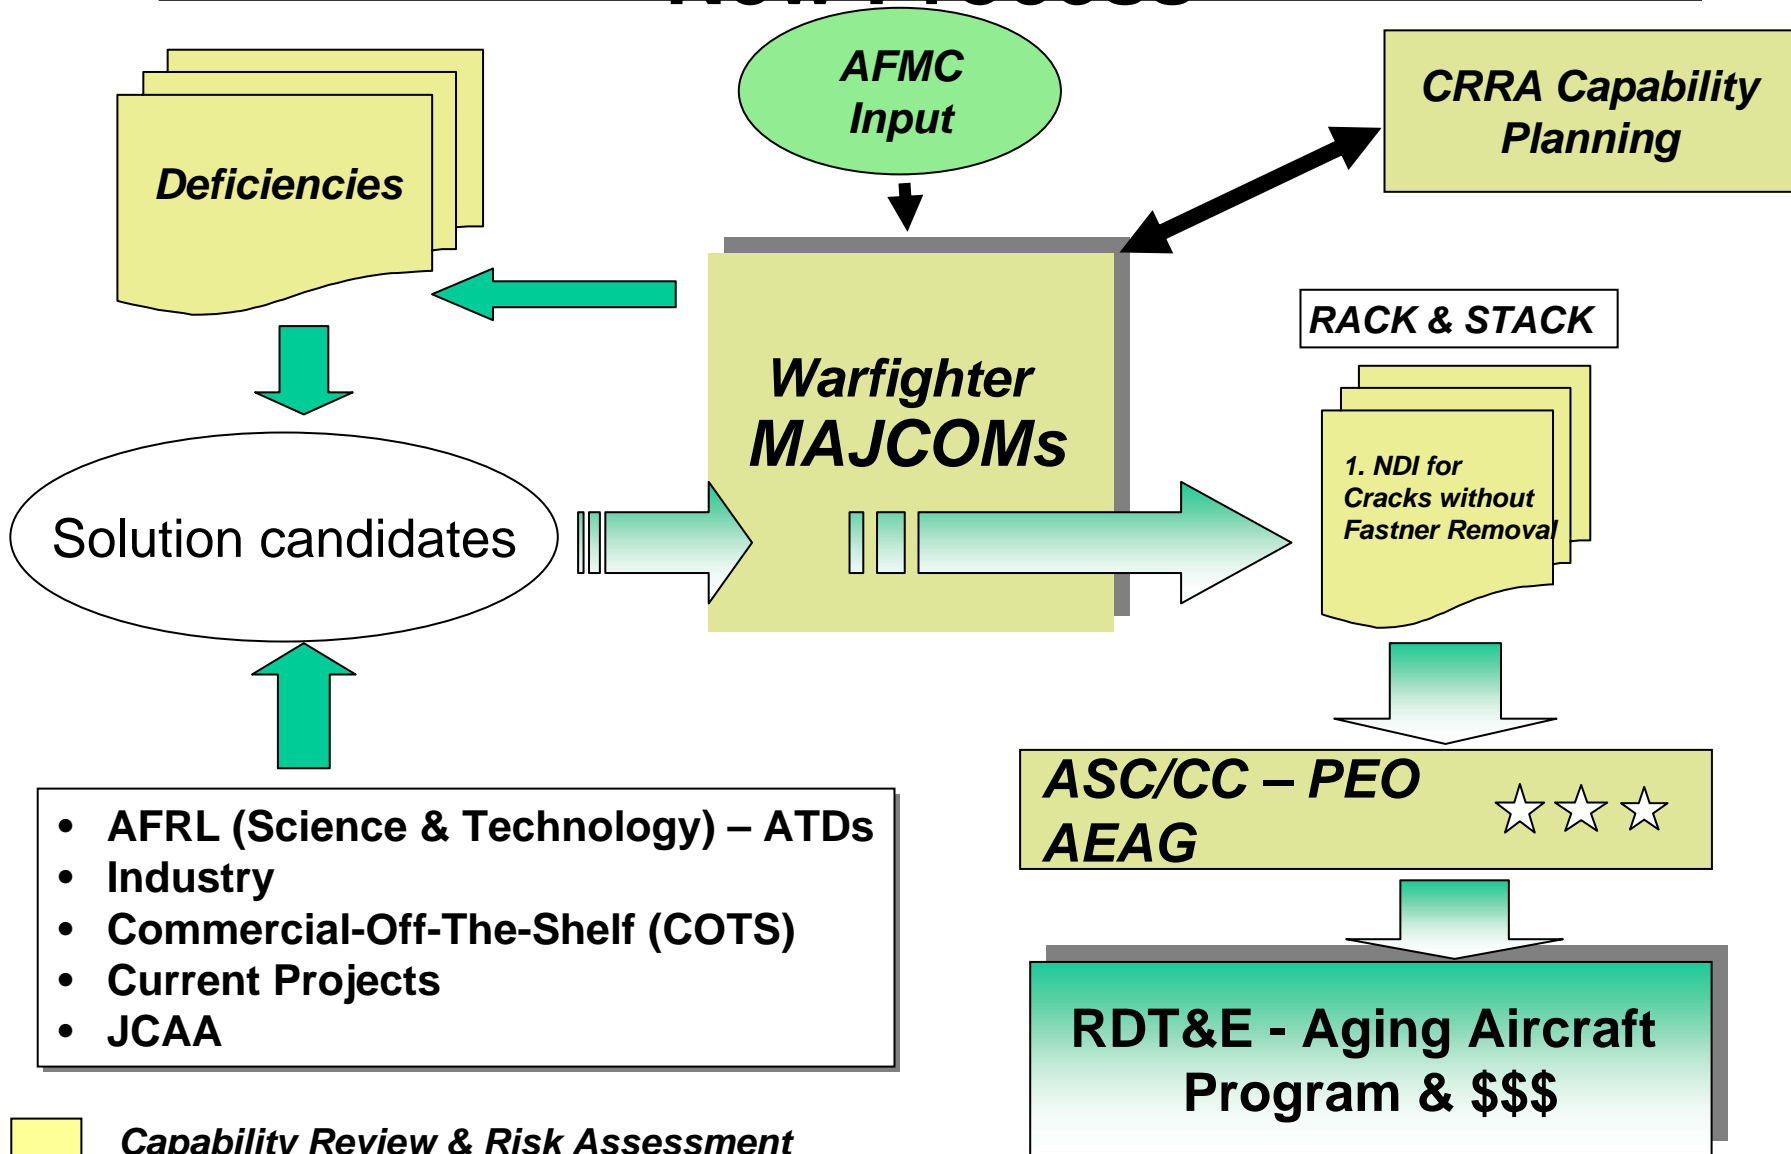 New Process
AFMC
Input
CRRA Capability
Planning
Deficiencies
RACK & STACK
Warfighter
MAJCOMs
1. NDI for
Cracks without
Fastner Removal
Solution candidates
ASC/CC – PEO
AEAG
• AFRL (Science & Technology) – ATDs
• Industry
• Commercial-Off-The-Shelf (COTS)
• Current Projects
• JCAA
RDT&E - Aging Aircraft
Program & $$$
Capability Review & Risk Assessment